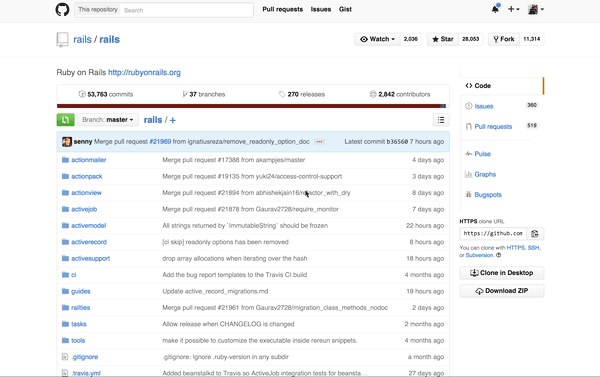 This repository Search Pull requests Issues Gist
rails / rails Watch 2,036 Star 28,053 Fork 11,314
Ruby on Rails http://rubyonrails.org
53,763 commits 37 branches 270 releases 2,842 contributors
Branch: master rails / +
senny Merge pull request #21969 from ignatiusreza/remove_readonly_option_doc ... Latest commit b36560 7 hours ago
actionmailer Merge pull request #17388 from akampjes/master 4 days ago
actionpack Merge pull request #19135 from yuki24/access-control-support 3 days ago
actionview Merge pull request #21894 from abhishekjain16/refactor_with_dry 8 days ago
activejob Merge pull request #21878 from Gaurav2728/require_monitor 7 days ago
activemodel All strings returned by `ImmutableString` should be frozen 22 hours ago
activerecord [ci skip] readonly options has been removed 8 hours ago
activesupport drop array allocations when iterating over the hash 18 hours ago
ci Add the bug report templates to the Travis CI build 4 months ago
guides Update active_record_migrations.md 19 hours ago
railties Merge pull request #21961 from Gaurav2728/migration_class_methods_nodoc 2 days ago
tasks Allow release when CHANGELOG is changed 2 months ago
tools make it possible to customize the executable inside rereun snippets. 4 months ago
.gitignore .gitignore: Ignore .ruby-version in any subdir a month ago
.travis.yml Added beanstalkd to Travis so ActiveJob integration tests for beansta... 27 days ago
Code
Issues 360
Pull requests 519
Pulse
Graphs
Bugspots
HTTPS clone URL
https://github.com
You can clone with HTTPS, SSH,
or Subversion.
Clone in Desktop
Download ZIP